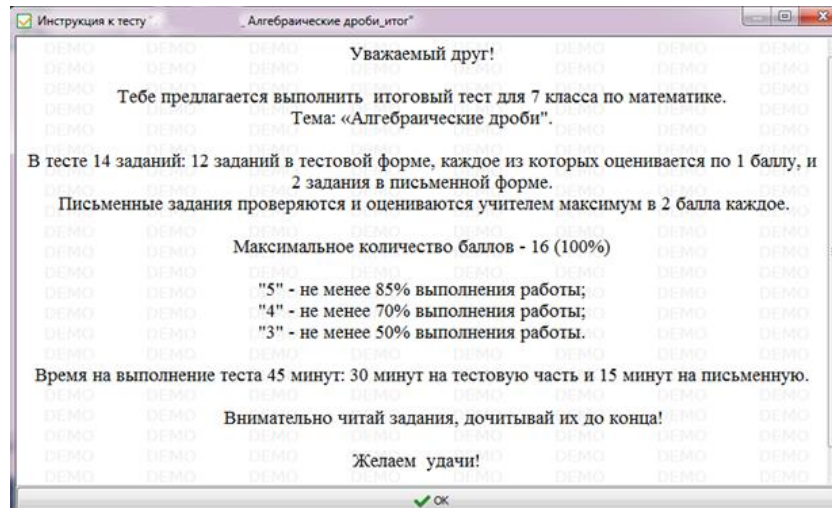 Инструкция к тесту " _ Алгебраические дроби_итог"
Уважаемый друг!
Тебе предлагается выполнить итоговый тест для 7 класса по математике.
Тема: «Алгебраические дроби".
В тесте 14 заданий: 12 заданий в тестовой форме, каждое из которых оценивается по 1 баллу, и
2 задания в письменной форме.
Письменные задания проверяются и оцениваются учителем максимум в 2 балла каждое.
Максимальное количество баллов - 16 (100%)
"5" - не менее 85% выполнения работы;
"4" - не менее 70% выполнения работы;
"3" - не менее 50% выполнения работы.
Время на выполнение теста 45 минут: 30 минут на тестовую часть и 15 минут на письменную.
Внимательно читай задания, дочитывай их до конца!
Желаем удачи!
OK